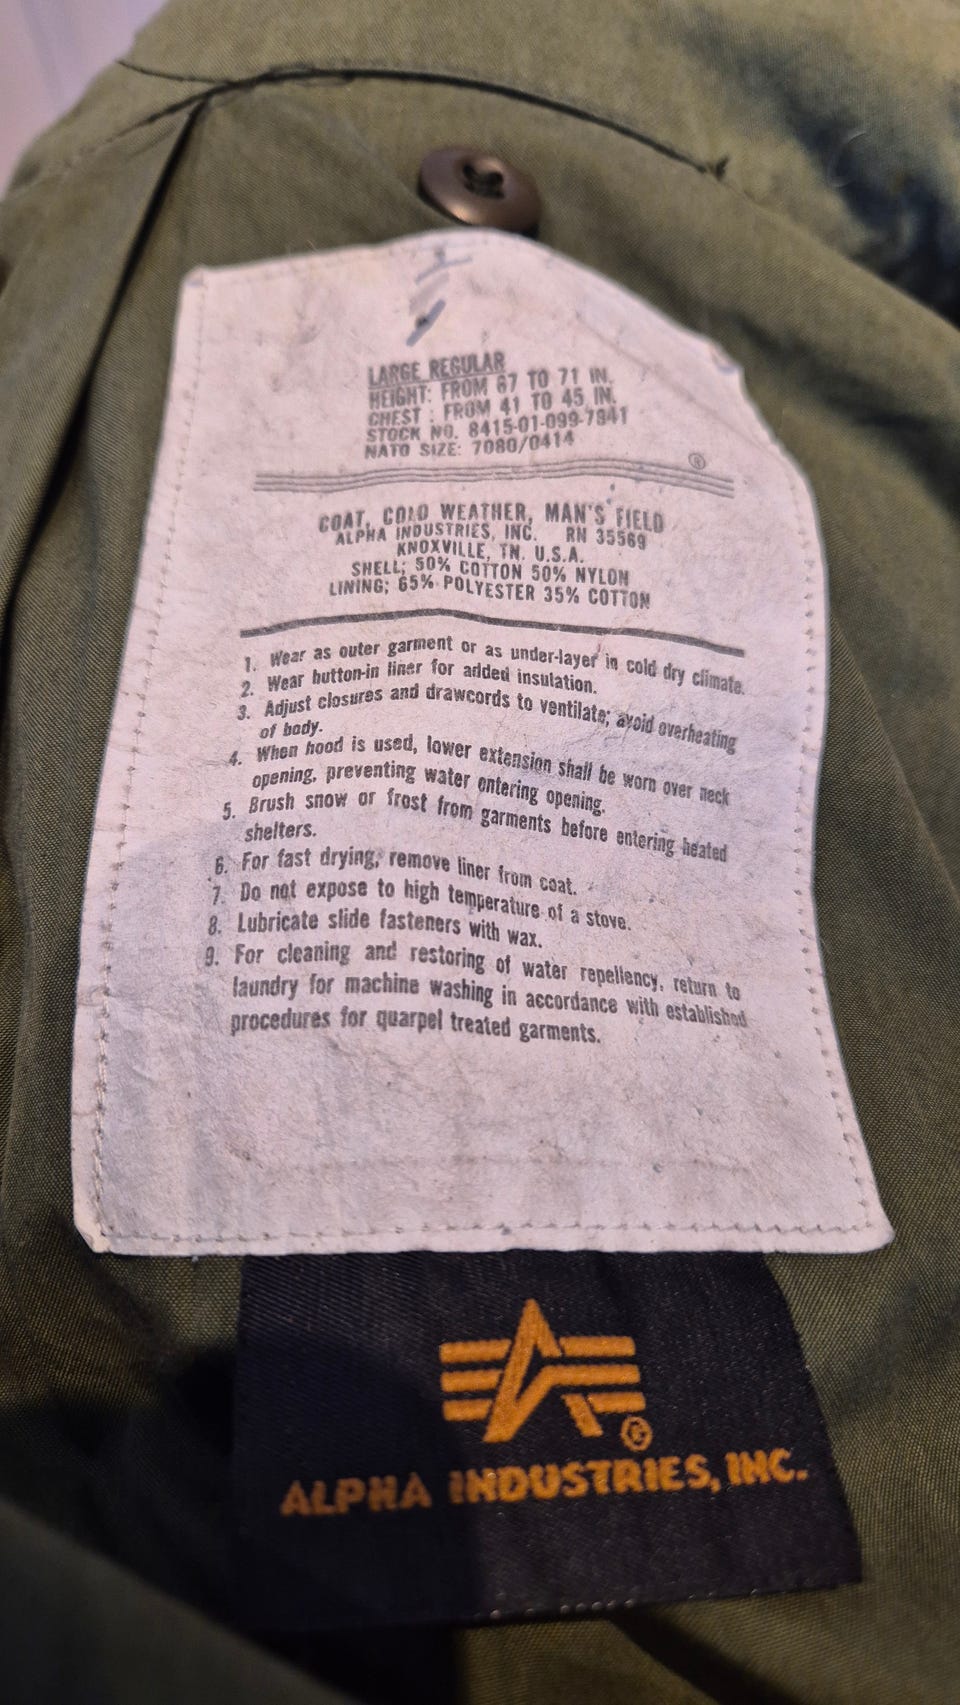 LARGE REGULAR
HEIGHT: FROM 67 TO 71 IN.
CHEST : FROM 41 TO 45 IN.
STOCK NO. 8415-01-099-7841
NATO SIZE: 7080/0414
®
COAT, COLD WEATHER, MAN'S FIELD
ALPHA INDUSTRIES, INC. RN 35569
KNOXVILLE, TN. U.S.A.
SHELL; 50% COTTON 50% NYLON
LINING; 65% POLYESTER 35% COTTON
1. Wear as outer garment or as under-layer in cold dry climate.
2. Wear button-in liner for added insulation.
3. Adjust closures and drawcords to ventilate; avoid overheating
of body.
4. When hood is used, lower extension shall be worn over neck
opening, preventing water entering opening.
5. Brush snow or frost from garments before entering heated
shelters.
6. For fast drying, remove liner from coat.
7. Do not expose to high temperature of a stove.
8. Lubricate slide fasteners with wax.
9. For cleaning and restoring of water repellency, return to
laundry for machine washing in accordance with established
procedures for quarpel treated garments.
®
ALPHA INDUSTRIES, INC.